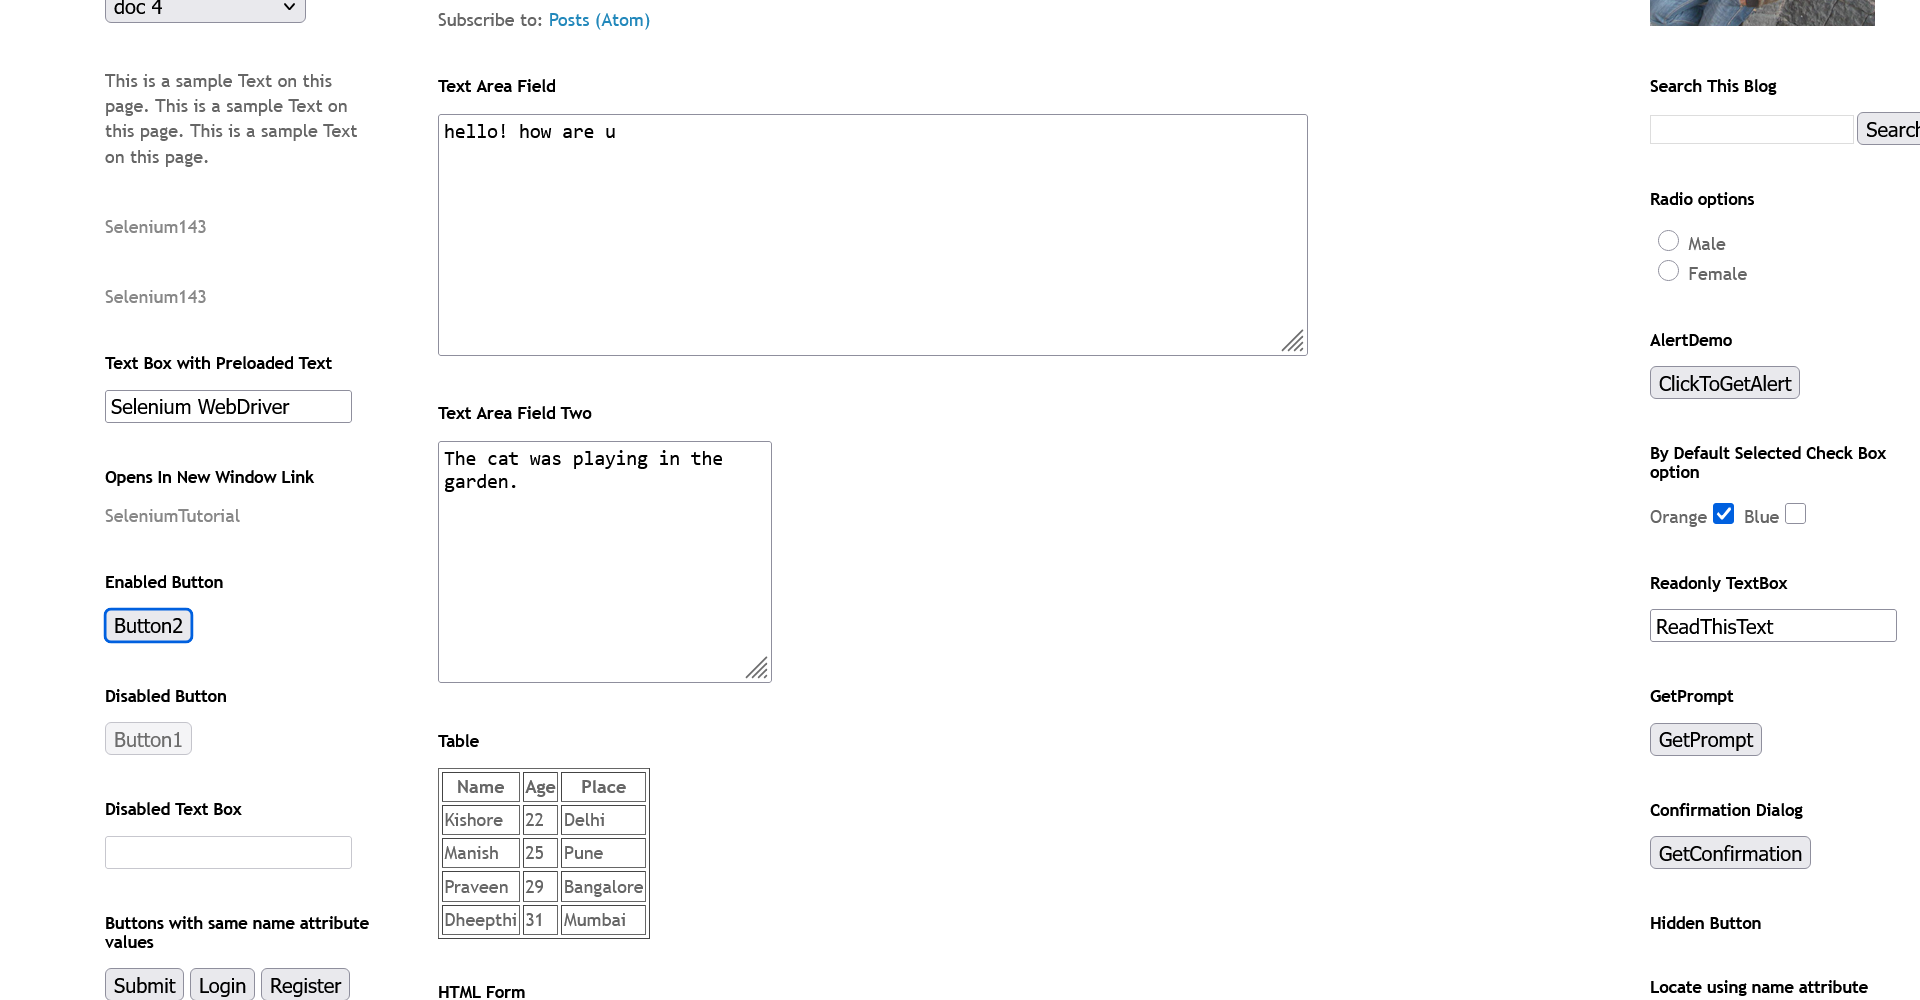 doc 4
This is a sample Text on this
page. This is a sample Text on
this page. This is a sample Text
on this page.
Selenium143
Selenium143
Text Box with Preloaded Text
Selenium WebDriver
Opens In New Window Link
SeleniumTutorial
Enabled Button
Button2
Disabled Button
Button1
Disabled Text Box
Buttons with same name attribute
values
Submit Login Register
Subscribe to: Posts (Atom)
Text Area Field
hello! how are u
Text Area Field Two
The cat was playing in the
garden.
Table
Name Age Place
Kishore 22 Delhi
Manish 25 Pune
Praveen 29 Bangalore
Dheepthi 31 Mumbai
HTML Form
Search This Blog
Search
Radio options
Male
Female
AlertDemo
ClickToGetAlert
By Default Selected Check Box
option
Orange Blue
Readonly TextBox
ReadThisText
GetPrompt
GetPrompt
Confirmation Dialog
GetConfirmation
Hidden Button
Locate using name attribute